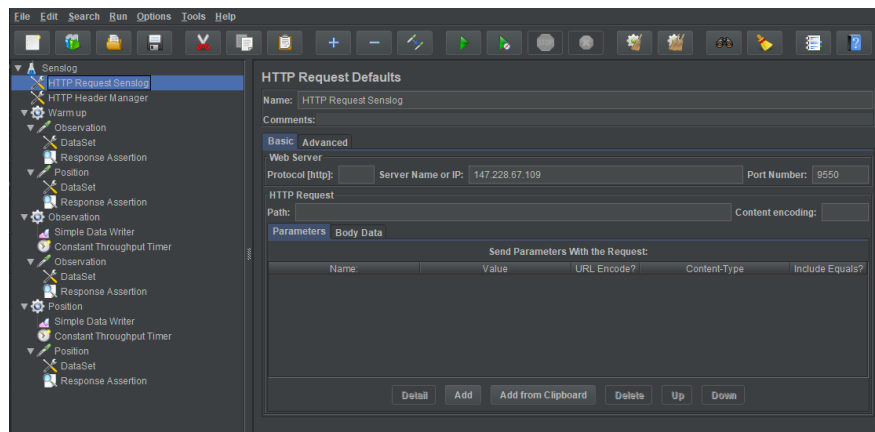 File Edit Search Run Options Tools Help
Senslog
HTTP Request Senslog
HTTP Header Manager
Warm up
Observation
DataSet
Response Assertion
Position
DataSet
Response Assertion
Observation
Simple Data Writer
Constant Throughput Timer
Observation
DataSet
Response Assertion
Position
Simple Data Writer
Constant Throughput Timer
Position
DataSet
Response Assertion
HTTP Request Defaults
Name: HTTP Request Senslog
Comments:
Basic Advanced
Web Server
Protocol [http]: Server Name or IP: 147.228.67.109 Port Number: 9550
HTTP Request
Path: Content encoding:
Parameters Body Data
Send Parameters With the Request:
Name: Value URL Encode? Content-Type Include Equals?
Detail Add Add from Clipboard Delete Up Down